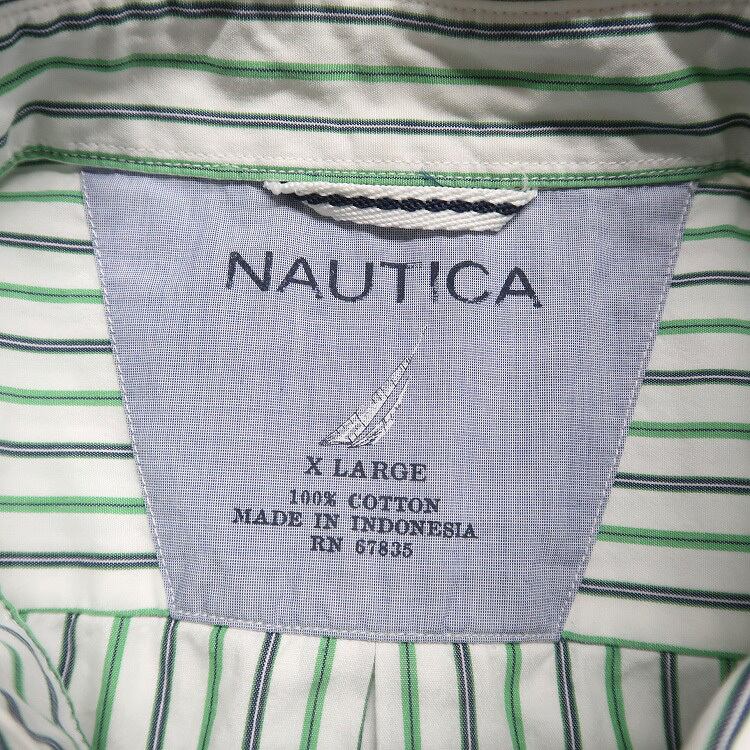 NAUTICA
X LARGE
100% COTTON
MADE IN INDONESIA
RN 67835